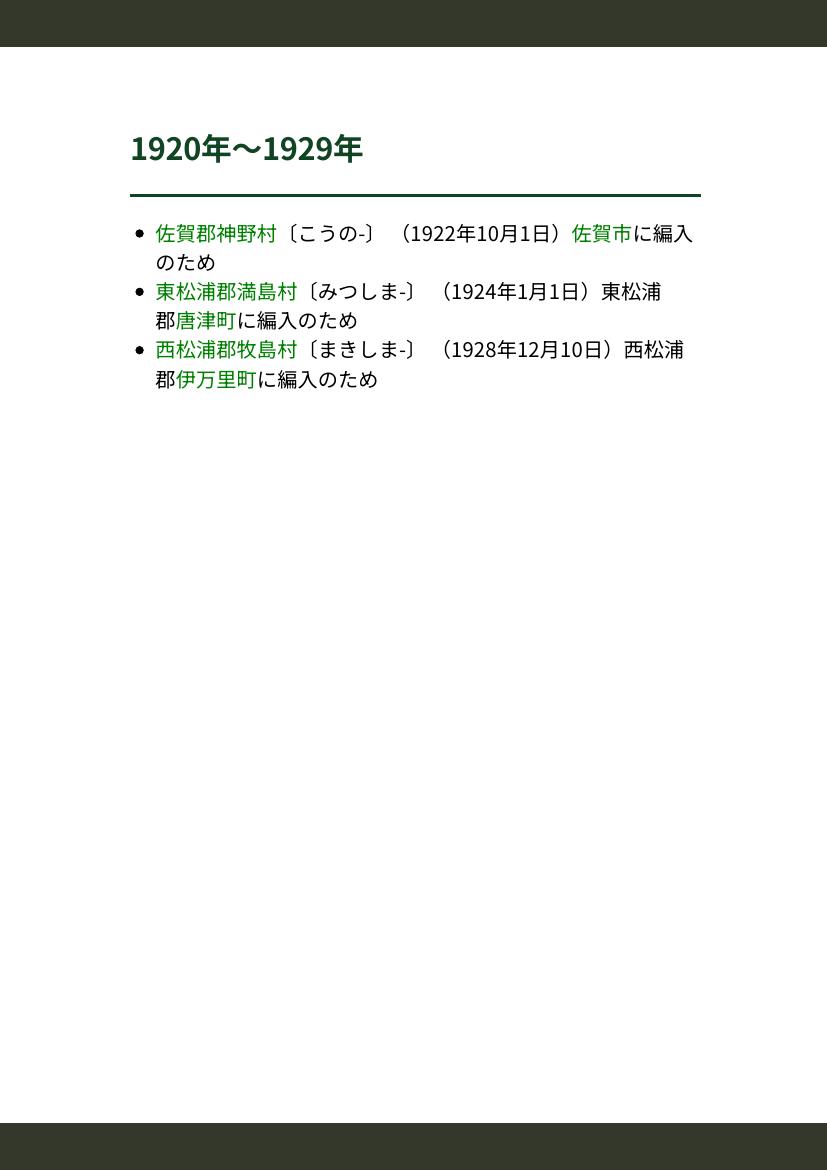 1920年〜1929年
佐賀郡神野村〔こうの-〕 （1922年10月1日）佐賀市に編入
のため
東松浦郡満島村〔みつしま-〕 （1924年1月1日）東松浦
郡唐津町に編入のため
西松浦郡牧島村〔まきしま-〕 （1928年12月10日）西松浦
郡伊万里町に編入のため